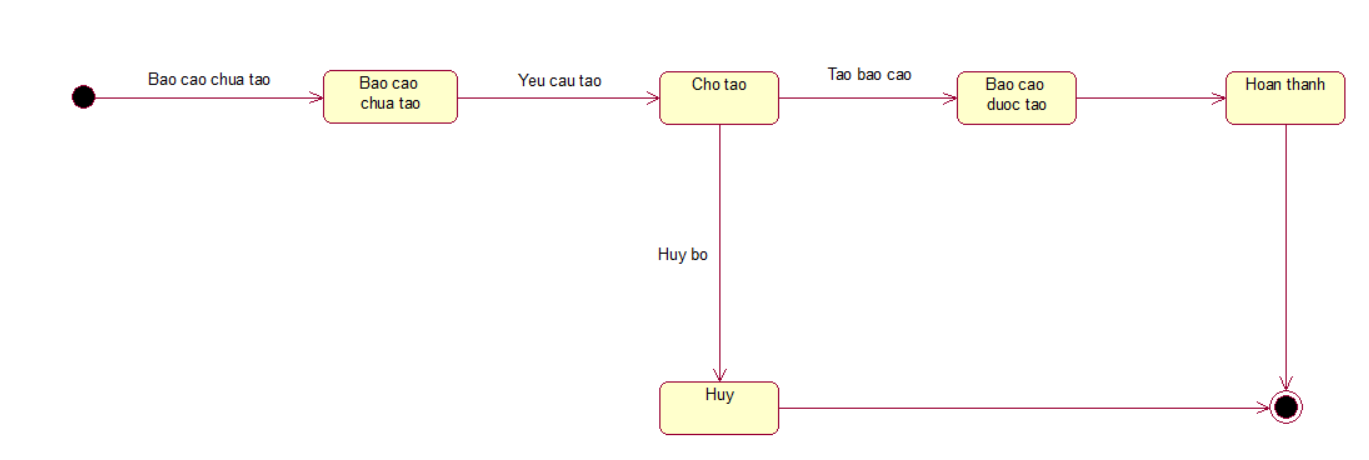 Bao cao chua tao
Bao cao
chua tao
Yeu cau tao
Cho tao
Tao bao cao
Bao cao
duoc tao
Hoan thanh
Huy bo
Huy